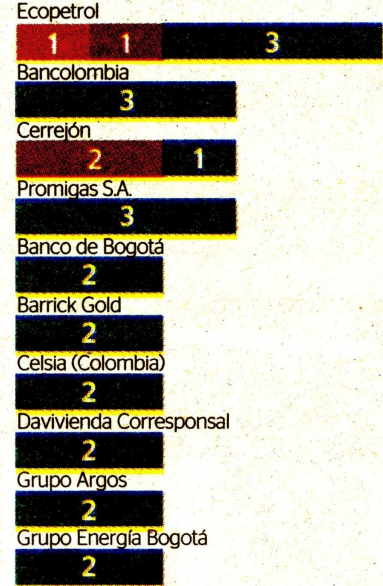 Ecopetrol
1 1 3
Bancolombia
3
Cerrejón
2 1
Promigas S.A.
3
Banco de Bogotá
2
Barrick Gold
2
Celsia (Colombia)
2
Davivienda Corresponsal
2
Grupo Argos
2
Grupo Energía Bogotá
2